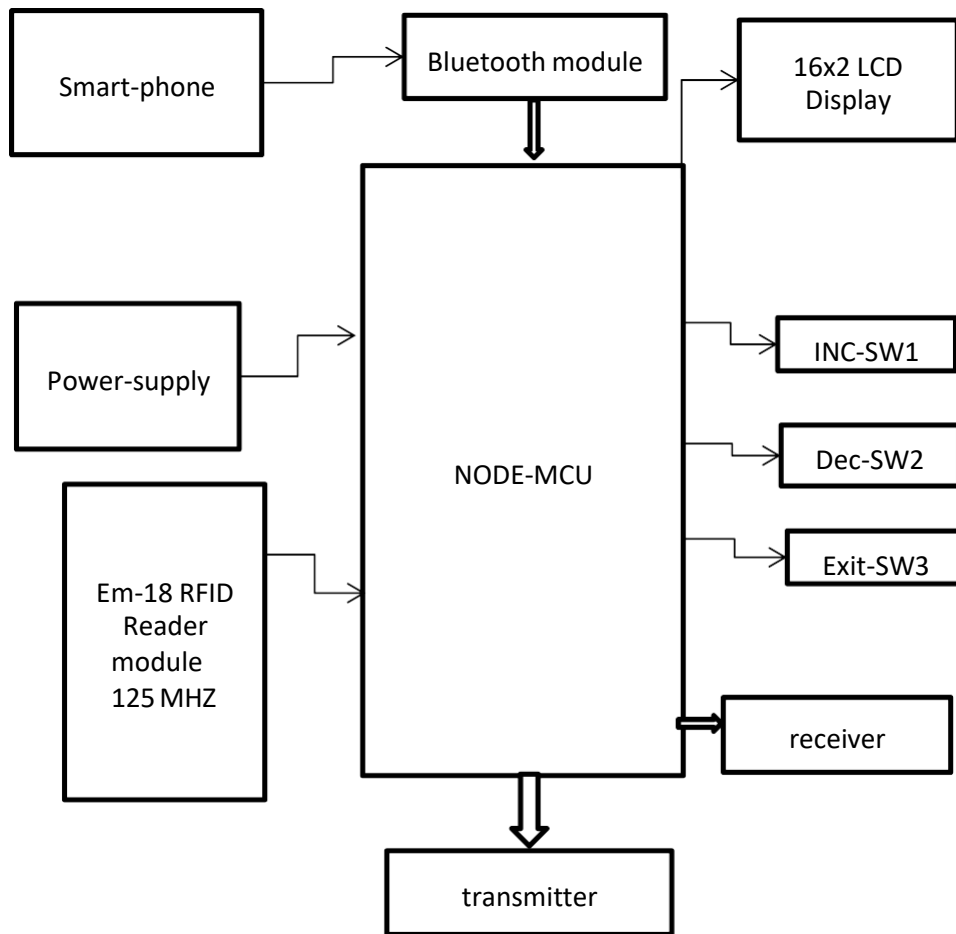 Smart-phone
Bluetooth module
16x2 LCD
Display
Power-supply
NODE-MCU
INC-SW1
Dec-SW2
Exit-SW3
Em-18 RFID
Reader
module
125 MHZ
receiver
transmitter